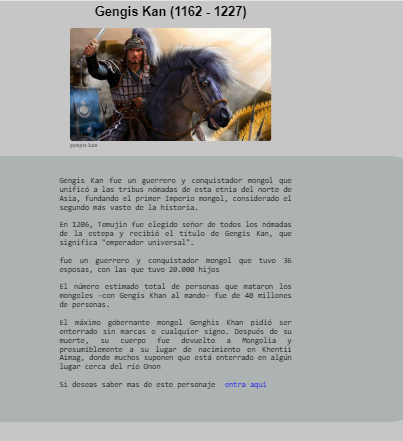 Gengis Kan (1162 - 1227)
gengis kan
Gengis Kan fue un guerrero y conquistador mongol que
unificó a las tribus nómadas de esta etnia del norte de
Asia, fundando el primer Imperio mongol, considerado el
segundo más vasto de la historia.
En 1206, Temujin fue elegido señor de todos los nómadas
de la estepa y recibió el título de Gengis Kan, que
significa "emperador universal".
fue un guerrero y conquistador mongol que tuvo 36
esposas, con las que tuvo 20.000 hijos
El número estimado total de personas que mataron los
mongoles -con Gengis Khan al mando- fue de 40 millones
de personas.
El máximo gobernante mongol Genghis Khan pidió ser
enterrado sin marcas o cualquier signo. Después de su
muerte, su cuerpo fue devuelto a Mongolia y
presumiblemente a su lugar de nacimiento en Khentii
Aimag, donde muchos suponen que está enterrado en algún
lugar cerca del río Onon
Si deseas saber mas de este personaje entra aqui